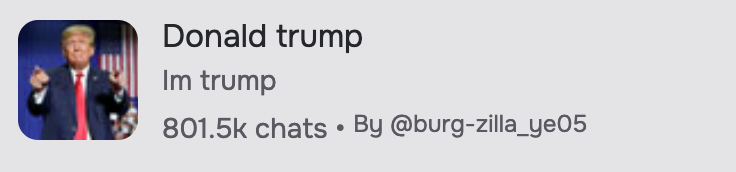 Donald trump
Im trump
801.5k chats • By @burg-zilla_ye05